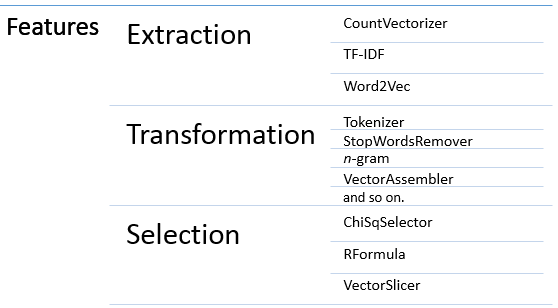 Features
Extraction
CountVectorizer
TF-IDF
Word2Vec
Transformation
Tokenizer
StopWordsRemover
n-gram
VectorAssembler
and so on.
Selection
ChiSqSelector
RFormula
VectorSlicer